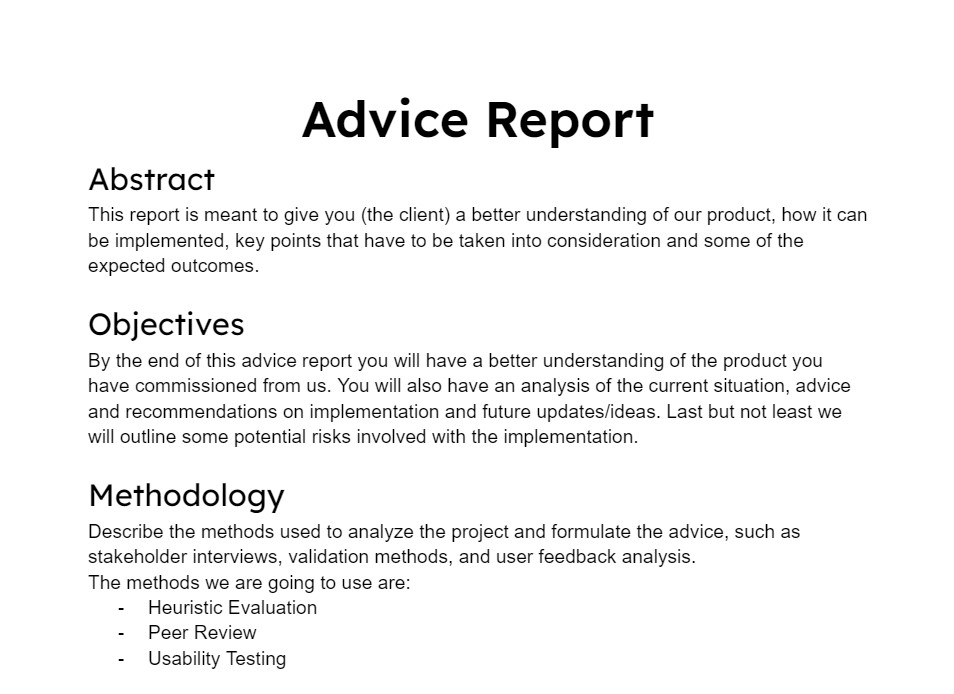 Advice Report
Abstract
This report is meant to give you (the client) a better understanding of our product, how it can
be implemented, key points that have to be taken into consideration and some of the
expected outcomes.
Objectives
By the end of this advice report you will have a better understanding of the product you
have commissioned from us. You will also have an analysis of the current situation, advice
and recommendations on implementation and future updates/ideas. Last but not least we
will outline some potential risks involved with the implementation.
Methodology
Describe the methods used to analyze the project and formulate the advice, such as
stakeholder interviews, validation methods, and user feedback analysis.
The methods we are going to use are:
- Heuristic Evaluation
- Peer Review
- Usability Testing